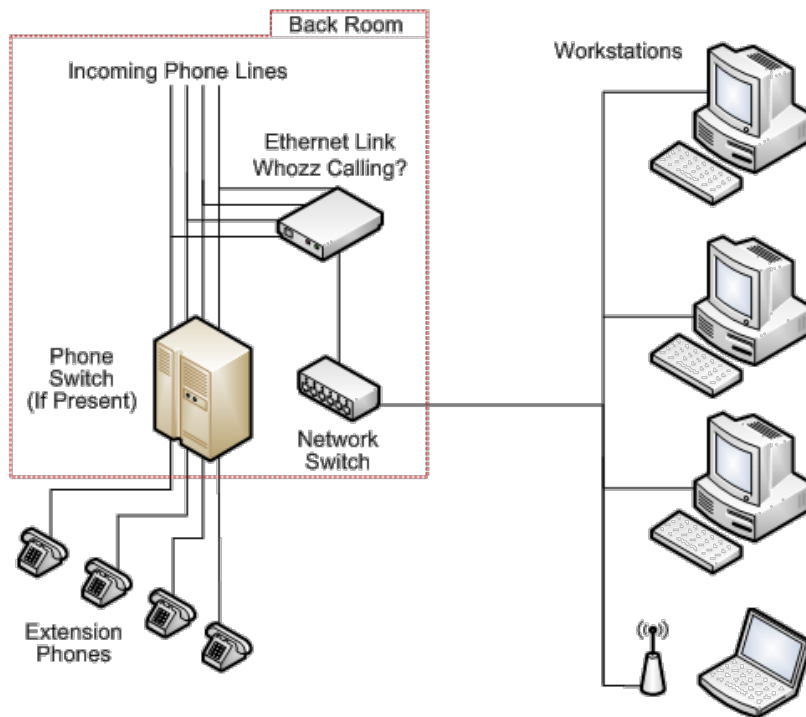 Back Room
Incoming Phone Lines
Workstations
Ethernet Link
Whozz Calling?
Phone
Switch
(If Present)
Network
Switch
Extension
Phones